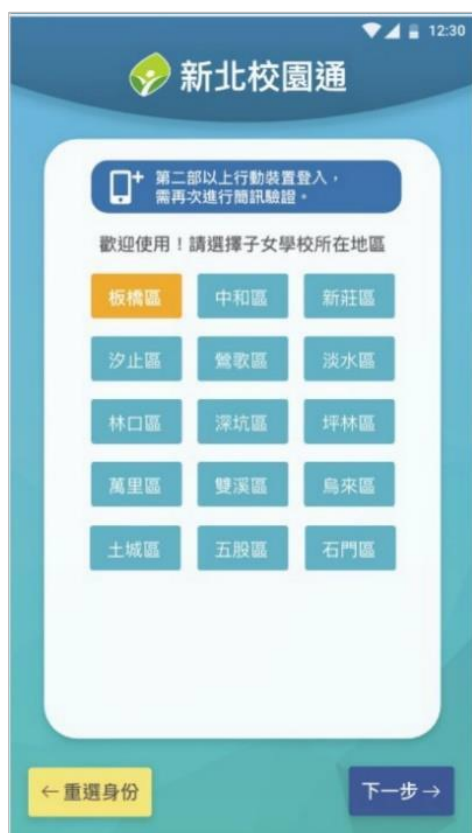 12:30
新北校園通
第二部以上行動裝置登入，
需再次進行簡訊驗證。
歡迎使用！請選擇子女學校所在地區
板橋區 中和區 新莊區
汐止區 鶯歌區 淡水區
林口區 深坑區 坪林區
萬里區 雙溪區 烏來區
土城區 五股區 石門區
←重選身份 下一步→